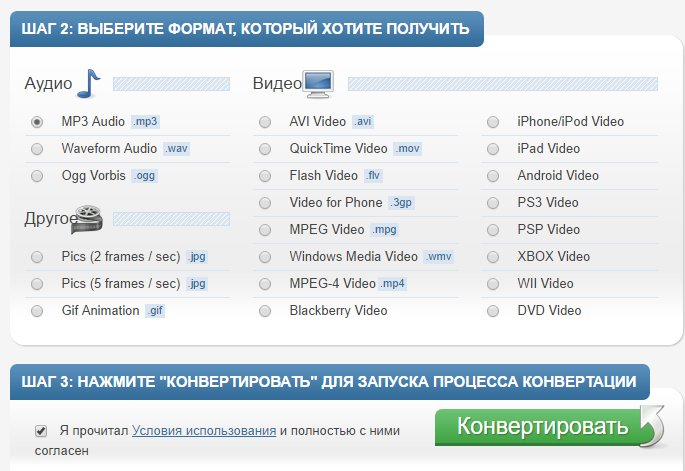 ШАГ 2: ВЫБЕРИТЕ ФОРМАТ, КОТОРЫЙ ХОТИТЕ ПОЛУЧИТЬ
Аудио
MP3 Audio .mp3
Waveform Audio .wav
Ogg Vorbis .ogg
Другое
Pics (2 frames / sec) .jpg
Pics (5 frames / sec) .jpg
Gif Animation .gif
Видео
AVI Video .avi
QuickTime Video .mov
Flash Video .flv
Video for Phone .3gp
MPEG Video .mpg
Windows Media Video .wmv
MPEG-4 Video .mp4
Blackberry Video
iPhone/iPod Video
iPad Video
Android Video
PS3 Video
PSP Video
XBOX Video
WII Video
DVD Video
ШАГ 3: НАЖМИТЕ "КОНВЕРТИРОВАТЬ" ДЛЯ ЗАПУСКА ПРОЦЕССА КОНВЕРТАЦИИ
Я прочитал Условия использования и полностью с ними
согласен
Конвертировать